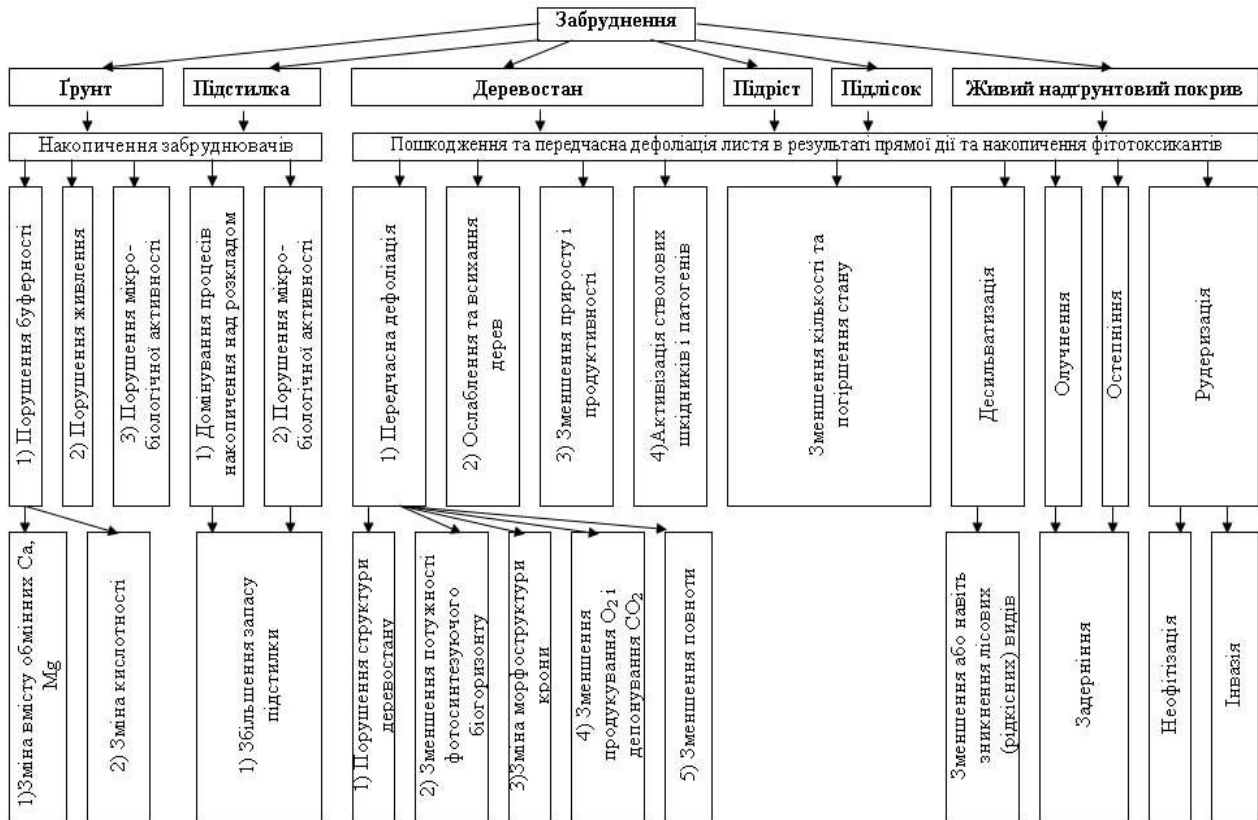 Забруднення
Ґрунт
Підстилка
Деревостан
Підріст
Підлісок
Живий надгрунтовий покрив
Накопичення забруднювачів
Пошкодження та передчасна дефоліація листя в результаті прямої дії та накопичення фітотоксикантів
1) Порушення буферності
2) Порушення живлення
3) Порушення мікро-
біологічної активності
1) Домінування процесів
накопичення над розкладом
2) Порушення мікро-
біологічної активності
1) Передчасна дефоліація
2) Ослаблення та всихання
дерев
3) Зменшення приросту і
продуктивності
4)Активізація стволових
шкідників і патогенів
Зменшення кількості та
погіршення стану
Десильватизація
Олучнення
Остепніння
Рудеризація
1)Зміна вмісту обмінних Ca,
Mg
2) Зміна кислотності
1) Збільшення запасу
підстилки
1) Порушення структури
деревостану
2) Зменшення потужності
фотосинтезуючого
біогоризонту
3)Зміна морфоструктури
крони
4) Зменшення
продукування O2 і
депонування CO2
5) Зменшення повноти
Зменшення або навіть
зникнення лісових
(рідкісних) видів
Задерніння
Неофітізація
Інвазія